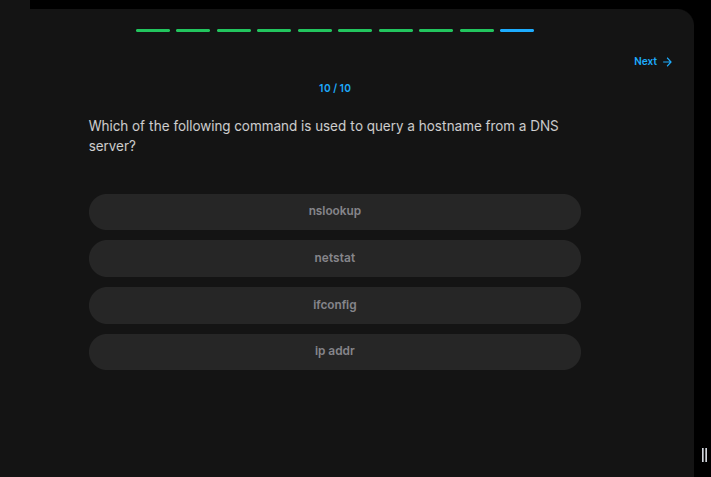 Next →
10 / 10
Which of the following command is used to query a hostname from a DNS
server?
nslookup
netstat
ifconfig
ip addr